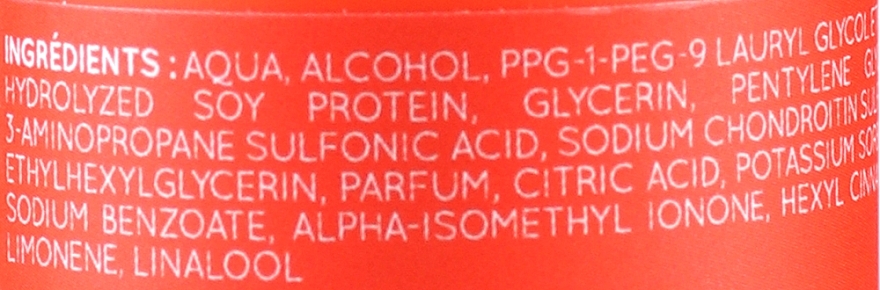 INGRÉDIENTS : AQUA, ALCOHOL, PPG-1-PEG-9 LAURYL GLYCOL
HYDROLYZED SOY PROTEIN, GLYCERIN, PENTYLENE
3-AMINOPROPANE SULFONIC ACID, SODIUM CHONDROITIN
ETHYLHEXYLGLYCERIN, PARFUM, CITRIC ACID, POTASSIUM
SODIUM BENZOATE, ALPHA-ISOMETHYL IONONE, HEXYL
LIMONENE, LINALOOL